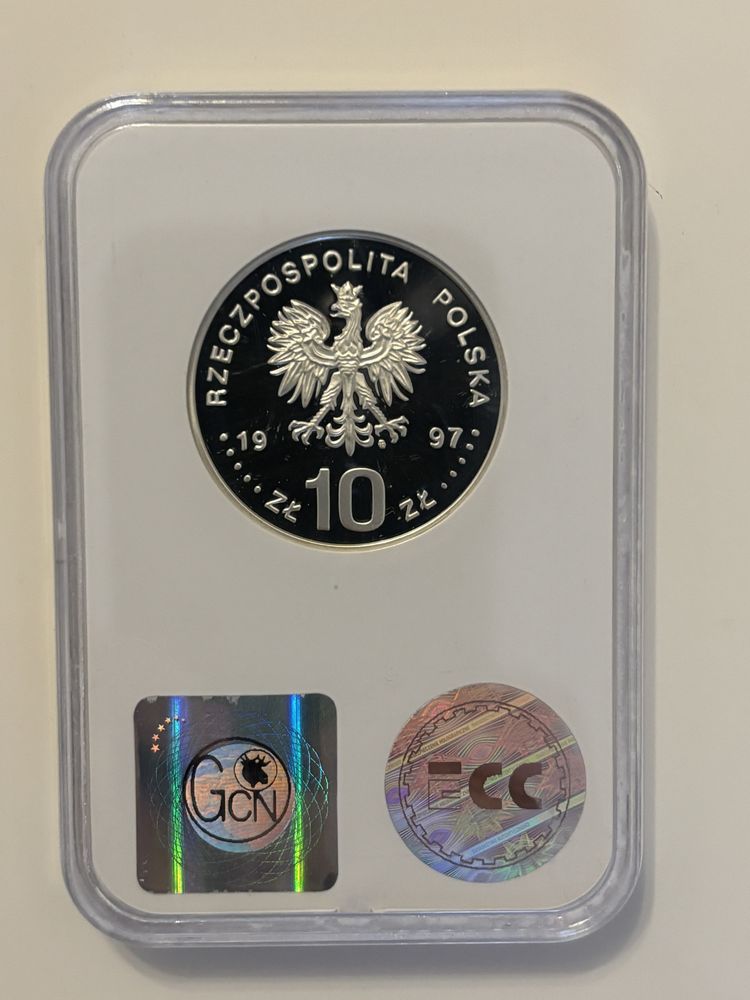 RZECZPOSPOLITA POLSKA
19 97
ZŁ 10 ZŁ
GCN
ECC